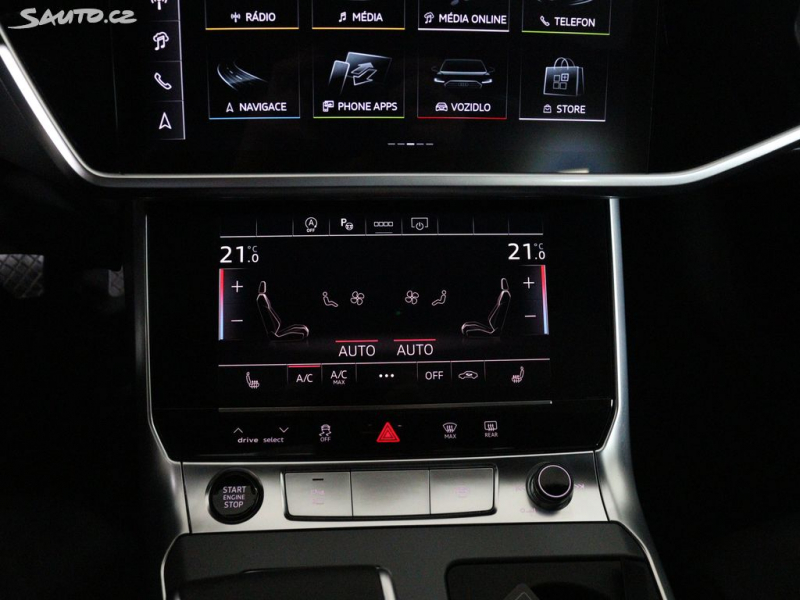 SAUTO.CZ
RÁDIO
MÉDIA
MÉDIA ONLINE
TELEFON
NAVIGACE
PHONE APPS
VOZIDLO
STORE
A OFF
P
21.0 °C
21.0 °C
+
+
−
−
AUTO
AUTO
A/C
A/C MAX
•••
OFF
drive select
OFF
MAX
REAR
START
ENGINE
STOP